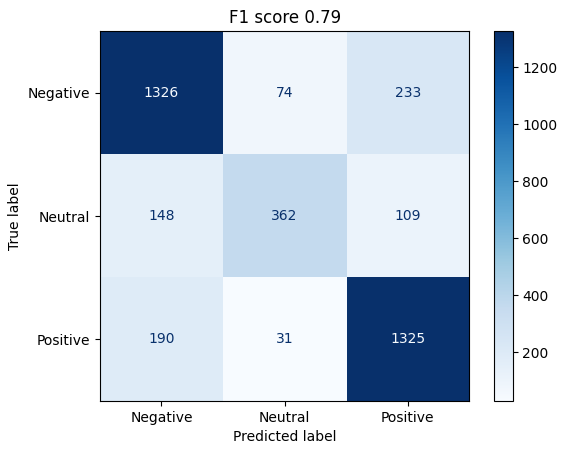 F1 score 0.79
Negative 1326 74 233
Neutral 148 362 109
Positive 190 31 1325
Negative Neutral Positive
Predicted label
True label
1200
1000
800
600
400
200